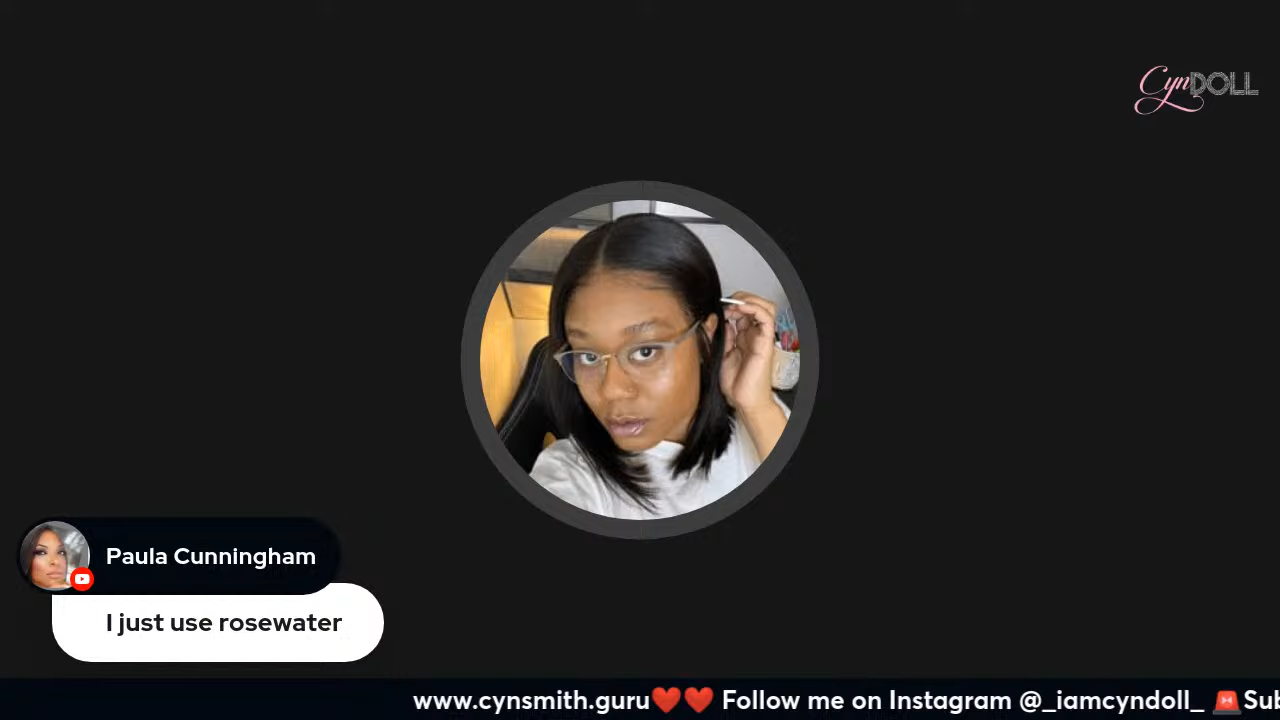 CynDOLL
Paula Cunningham
I just use rosewater
www.cynsmith.guru❤️❤️ Follow me on Instagram @_iamcyndoll_ 🚨Sub